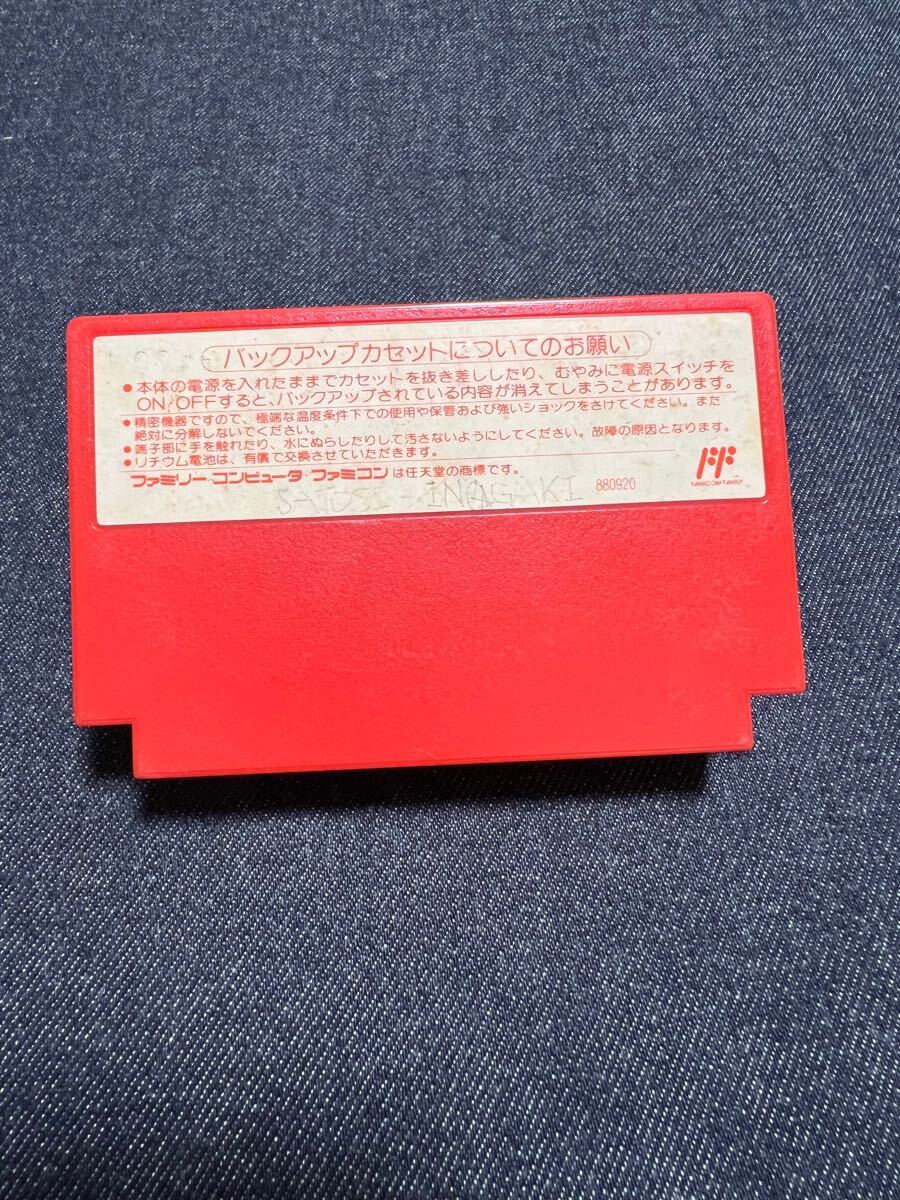 バックアップカセットについてのお願い
●本体の電源を入れたままでカセットを抜き差ししたり、むやみに電源スイッチを
ON/OFFすると、バックアップされている内容が消えてしまうことがあります。
●精密機器ですので、極端な温度条件下での使用や保管および強いショックをさけてください。また
絶対に分解しないでください。
●端子部に手を触れたり、水にぬらしたりして汚さないようにしてください。故障の原因となります。
●リチウム電池は、有償で交換させていただきます。
ファミリーコンピュータ・ファミコンは任天堂の商標です。
FAMICOM FAMILY
SATOSI INAGAKI
880920